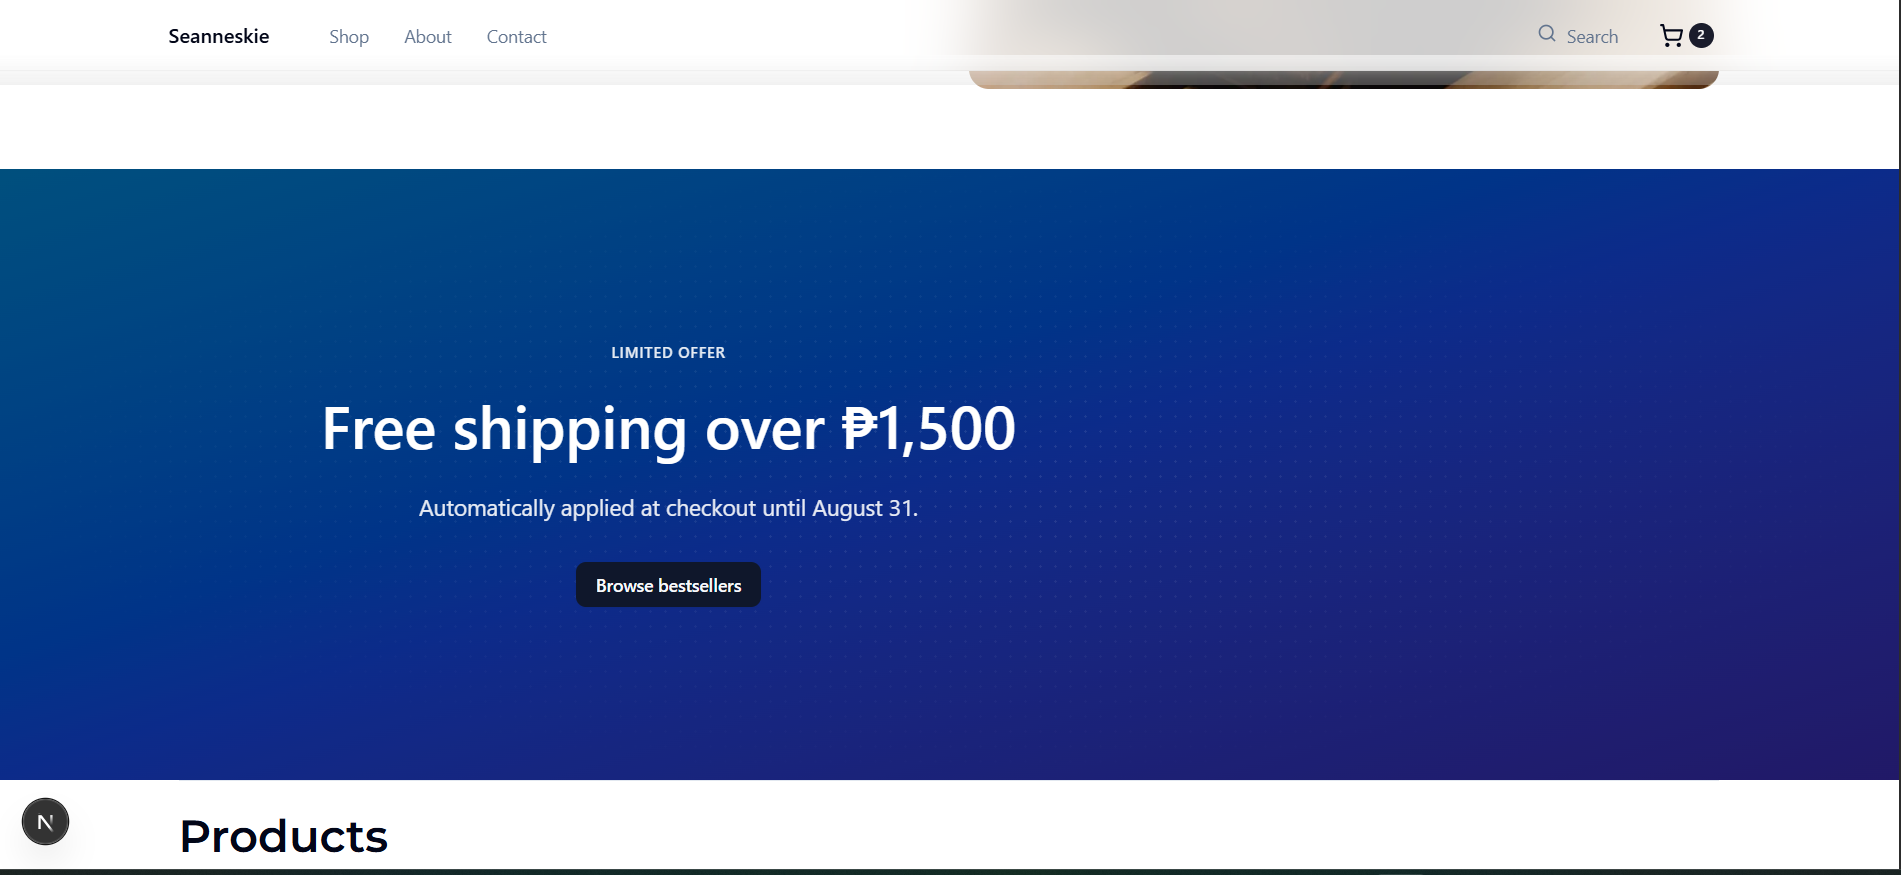 Seanneskie Shop About Contact Search 2
LIMITED OFFER
Free shipping over ₱1,500
Automatically applied at checkout until August 31.
Browse bestsellers
N
Products